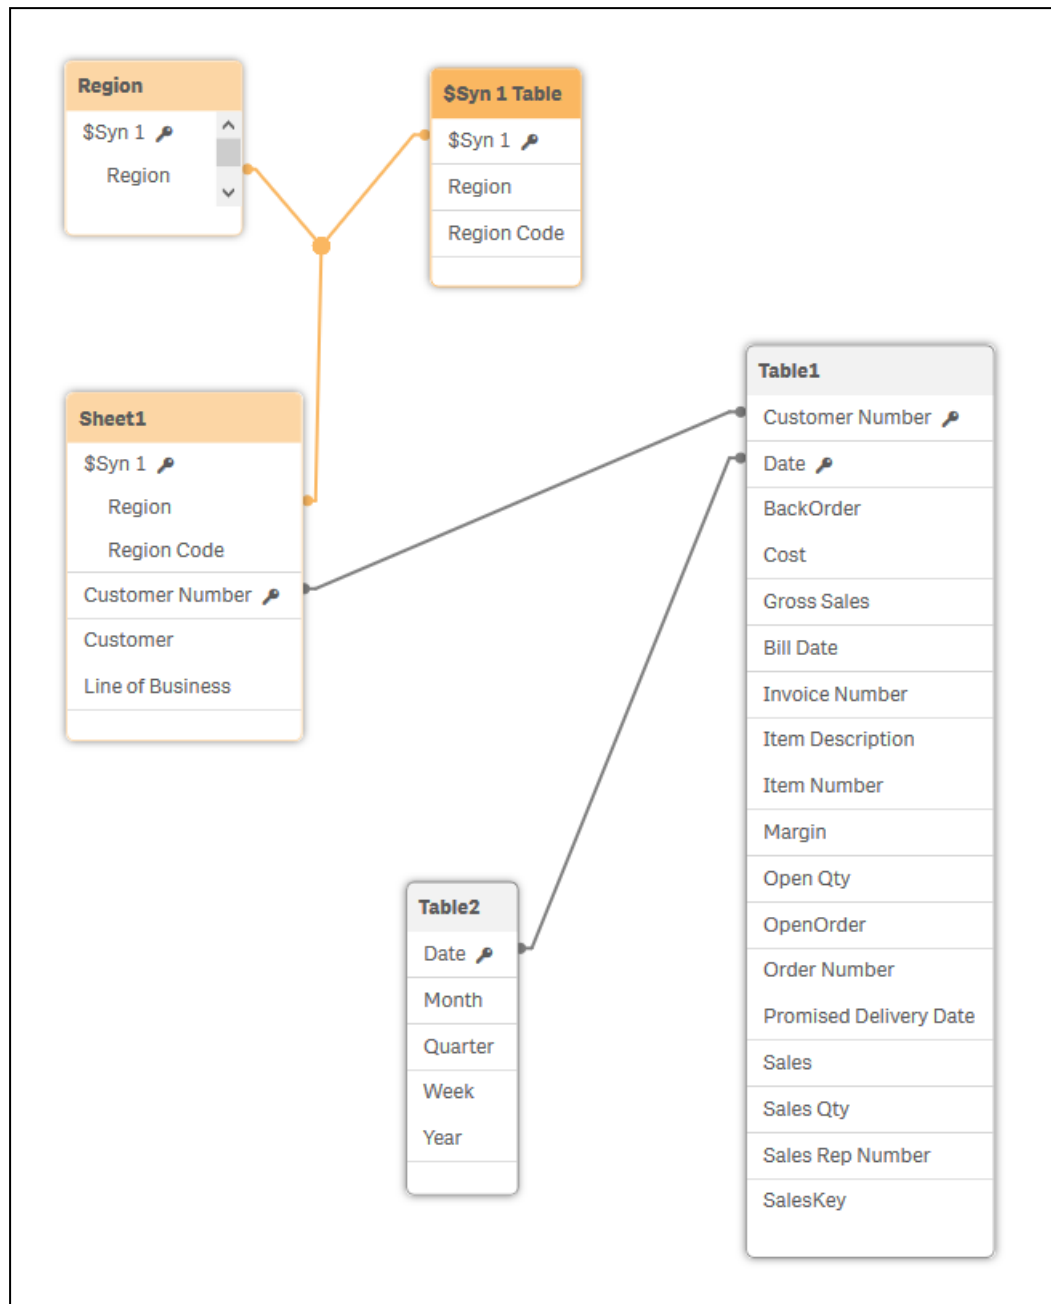 Region
$Syn 1
Region
$Syn 1 Table
$Syn 1
Region
Region Code
Sheet1
$Syn 1
Region
Region Code
Customer Number
Customer
Line of Business
Table1
Customer Number
Date
BackOrder
Cost
Gross Sales
Bill Date
Invoice Number
Item Description
Item Number
Margin
Open Qty
OpenOrder
Order Number
Promised Delivery Date
Sales
Sales Qty
Sales Rep Number
SalesKey
Table2
Date
Month
Quarter
Week
Year